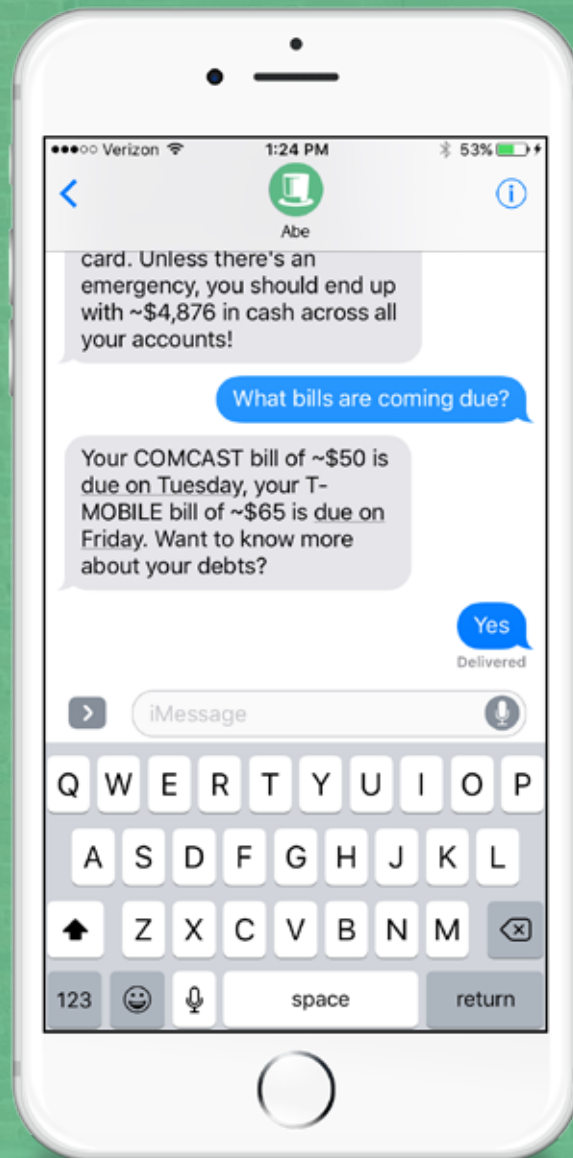 Verizon 1:24 PM 53%
Abe
card. Unless there's an
emergency, you should end up
with ~$4,876 in cash across all
your accounts!
What bills are coming due?
Your COMCAST bill of ~$50 is
due on Tuesday, your T-
MOBILE bill of ~$65 is due on
Friday. Want to know more
about your debts?
Yes
Delivered
iMessage
Q W E R T Y U I O P
A S D F G H J K L
Z X C V B N M
123 space return